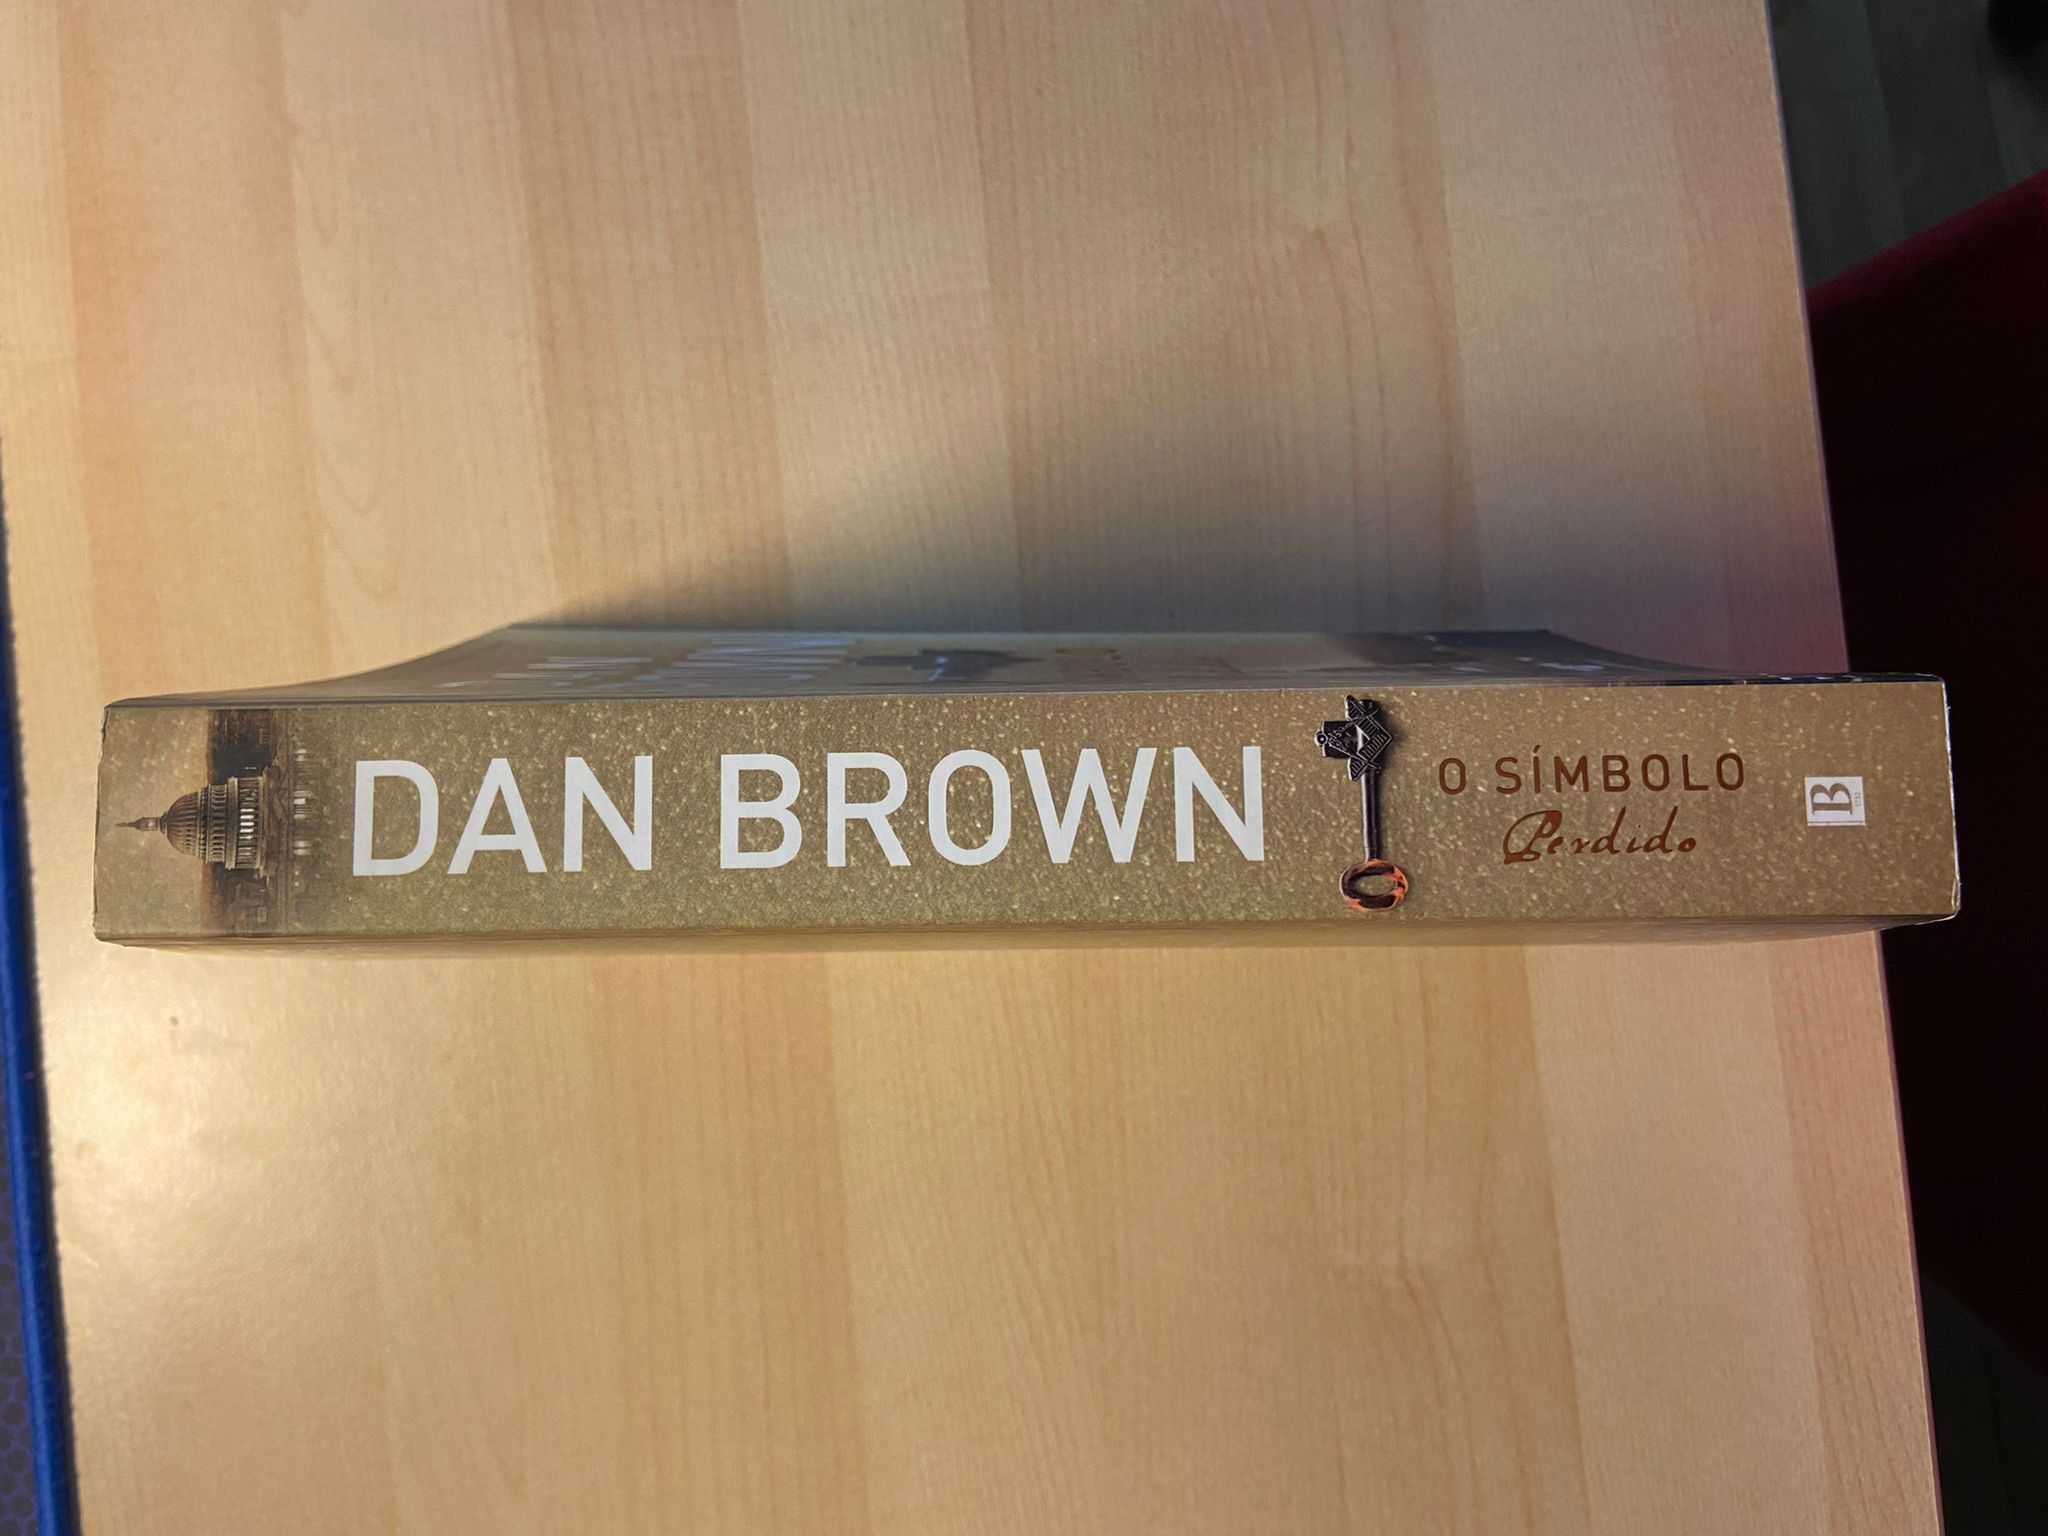 DAN BROWN
O SÍMBOLO
Perdido
B